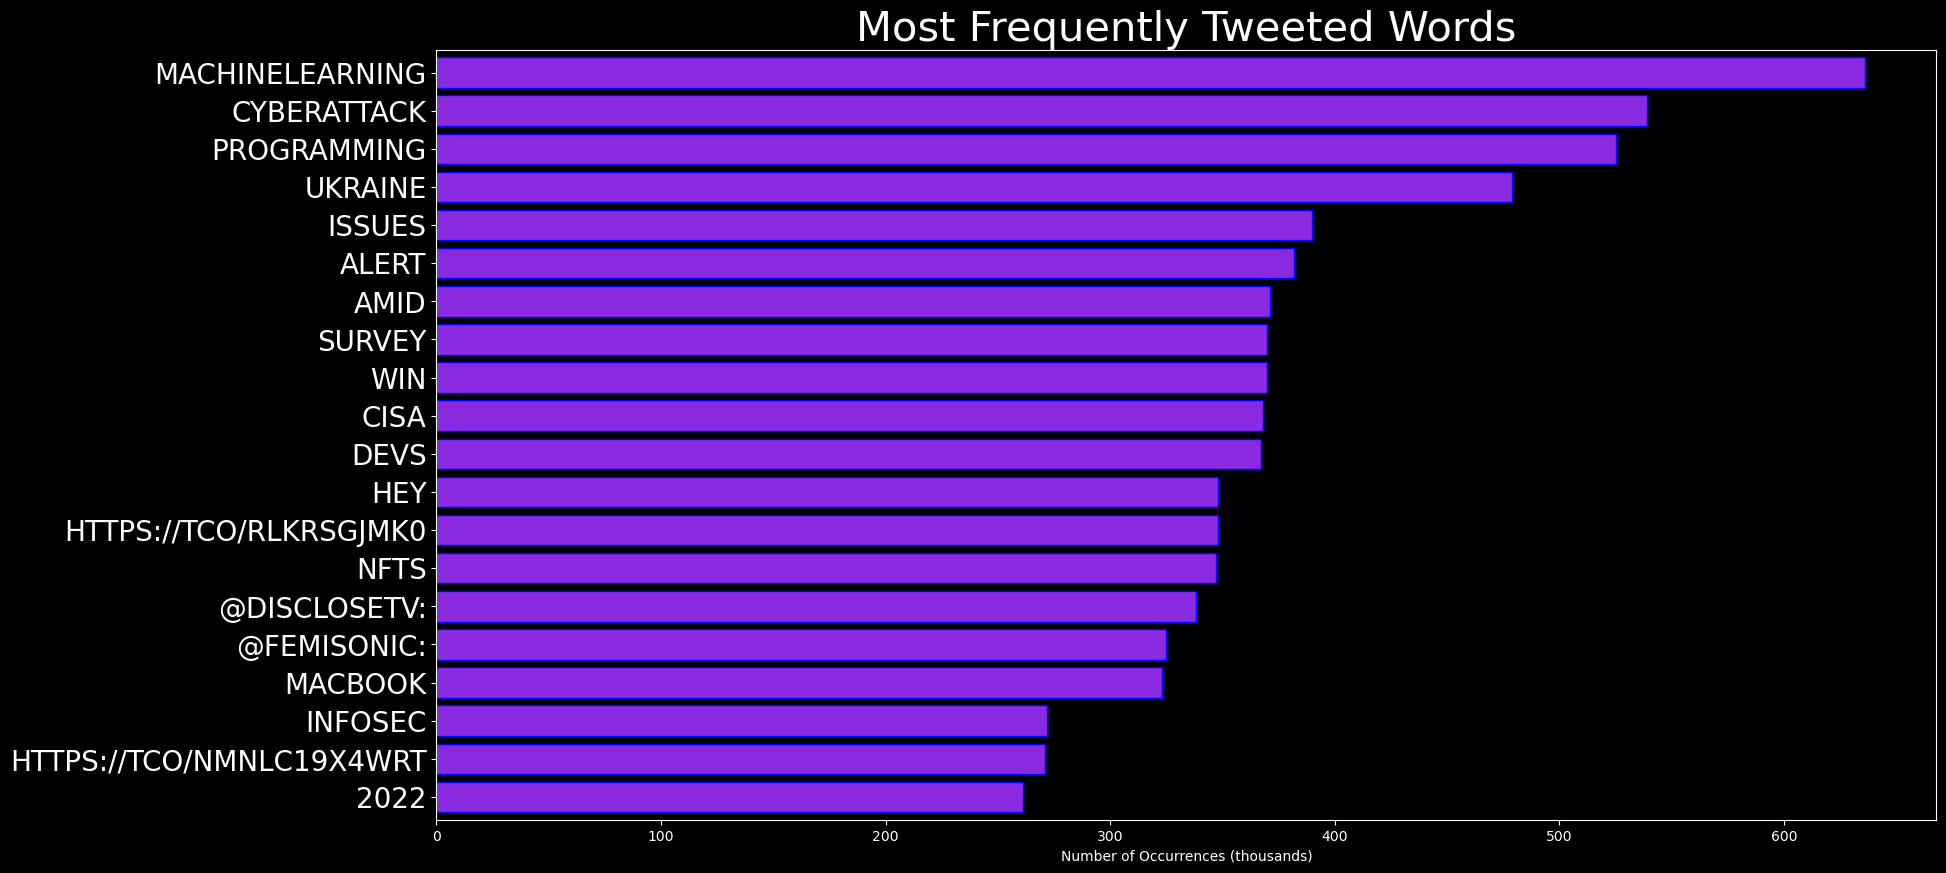 Most Frequently Tweeted Words
MACHINELEARNING
CYBERATTACK
PROGRAMMING
UKRAINE
ISSUES
ALERT
AMID
SURVEY
WIN
CISA
DEVS
HEY
HTTPS://TCO/RLKRSGJMK0
NFTS
@DISCLOSETV:
@FEMISONIC:
MACBOOK
INFOSEC
HTTPS://TCO/NMNLC19X4WRT
2022
0 100 200 300 400 500 600
Number of Occurrences (thousands)